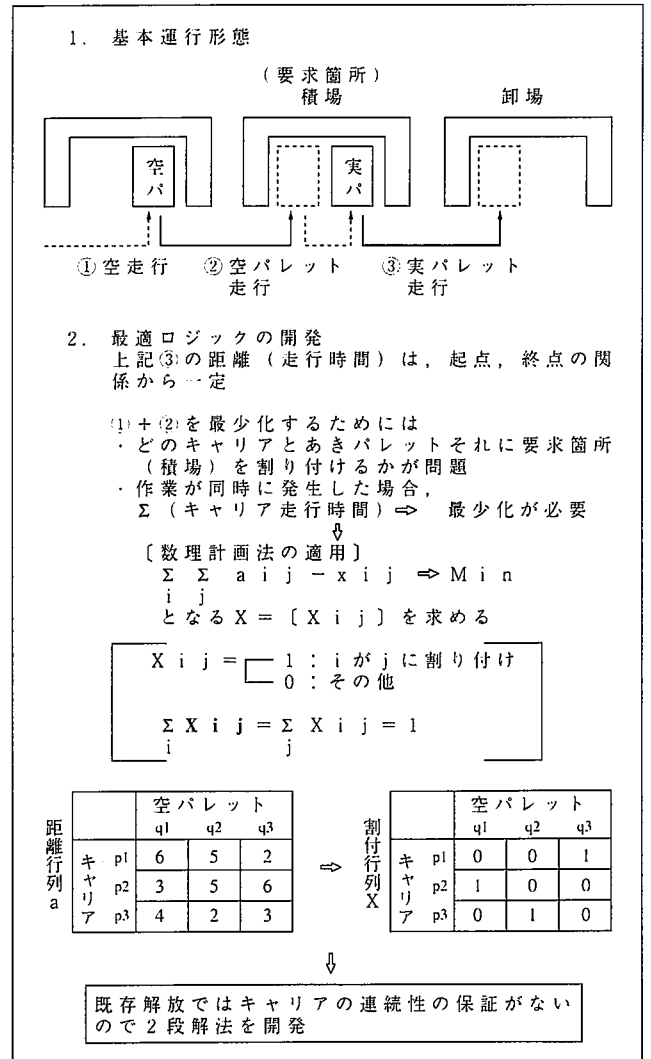 1. 基本運行形態
(要求箇所)
積場
卸場
空パ
実パ
①空走行
②空パレット走行
③実パレット走行
2. 最適ロジックの開発
上記③の距離(走行時間)は,起点,終点の関
係から一定
①+②を最少化するためには
・どのキャリアとあきパレットそれに要求箇所
(積場)を割り付けるかが問題
・作業が同時に発生した場合,
Σ(キャリア走行時間)⇨ 最少化が必要
⇩
〔数理計画法の適用〕
Σ Σ aij-xij ⇨Min
i j
となるX=〔Xij〕を求める
Xij= 1:iがjに割り付け
0:その他
ΣXij=ΣXij=1
i j
距離行列a
空パレット
q1 q2 q3
キャリア
p1 6 5 2
p2 3 5 6
p3 4 2 3
⇨
割付行列X
空パレット
q1 q2 q3
キャリア
p1 0 0 1
p2 1 0 0
p3 0 1 0
⇩
既存解放ではキャリアの連続性の保証がない
ので2段解法を開発